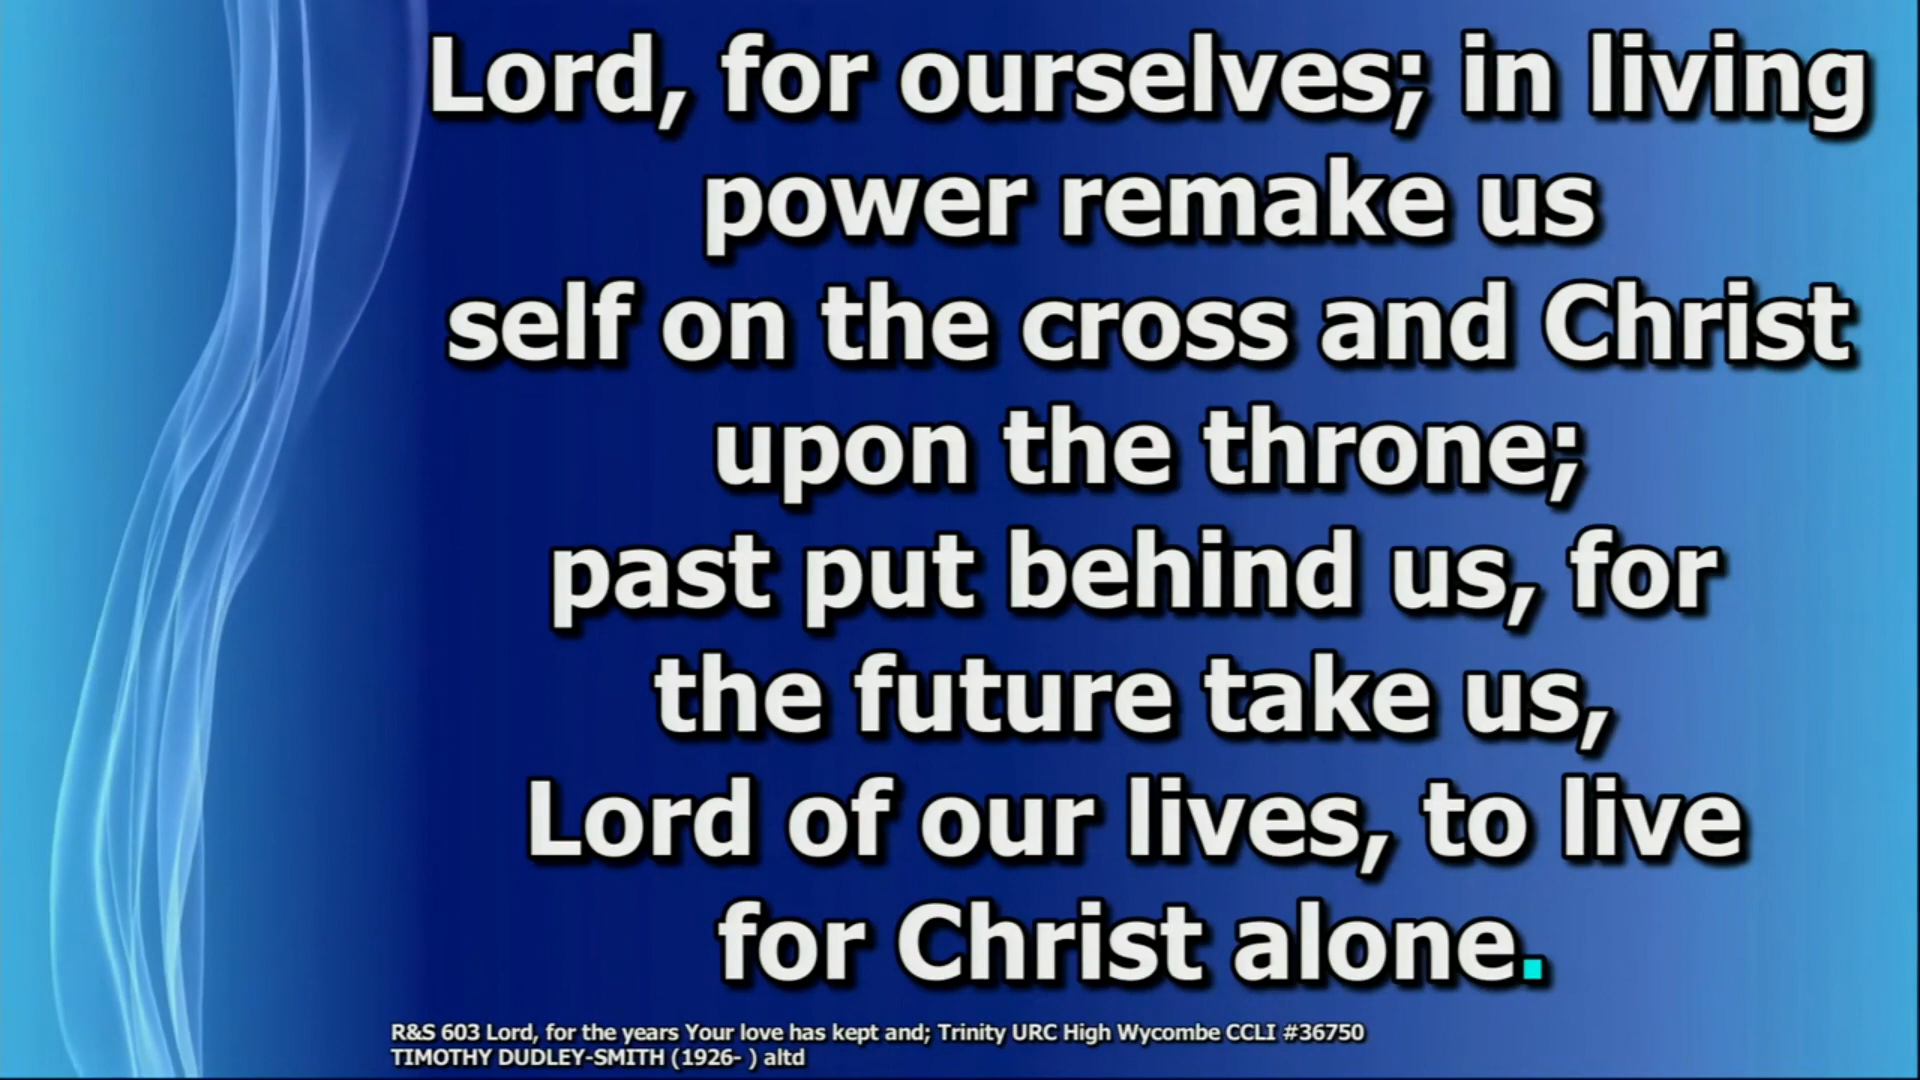 Lord, for ourselves; in living
power remake us
self on the cross and Christ
upon the throne;
past put behind us, for
the future take us,
Lord of our lives, to live
for Christ alone.
R&S 603 Lord, for the years Your love has kept and; Trinity URC High Wycombe CCLI #36750
TIMOTHY DUDLEY-SMITH (1926- ) altd